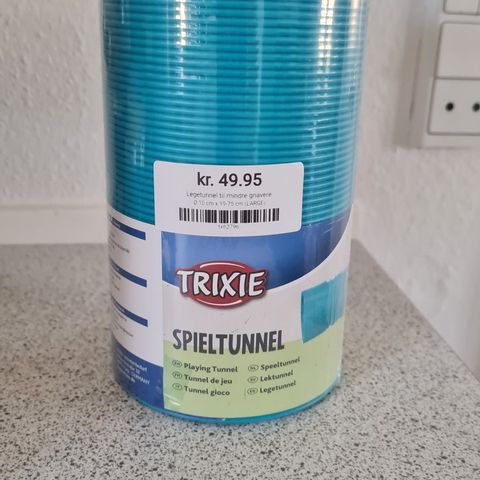 kr. 49.95
Legetunnel til mindre gnavere
Ø 10 cm x 19-75 cm (LARGE)
TRIXIE
SPIELTUNNEL
Playing Tunnel
Tunnel de jeu
Tunnel gioco
Speeltunnel
Lektunnel
Legetunnel
GERMANY